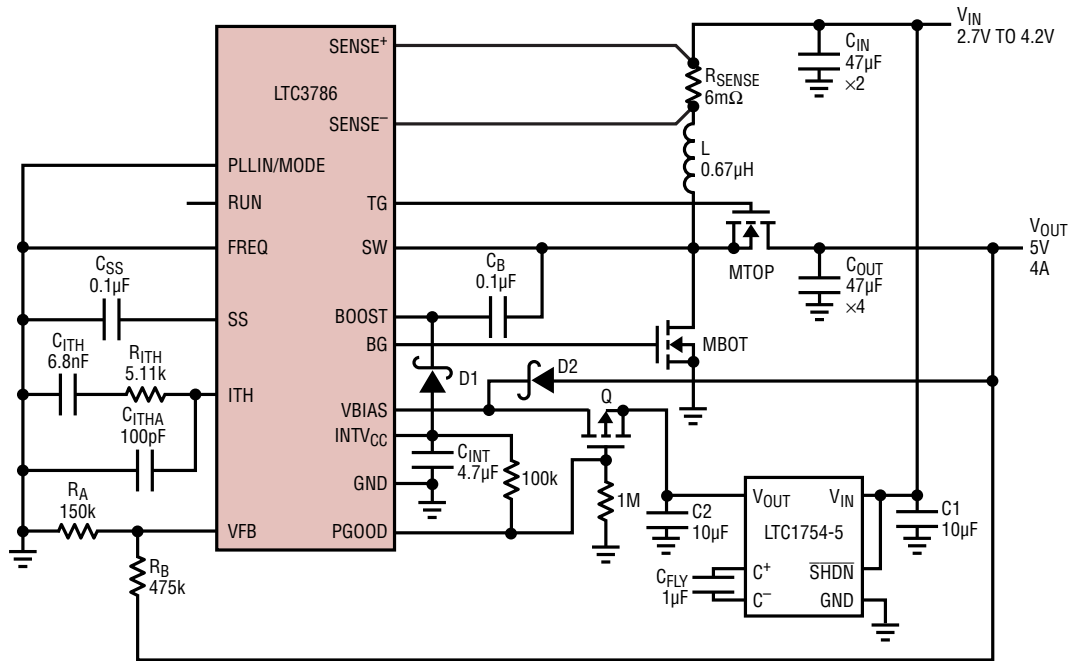 LTC3786
SENSE+
SENSE−
PLLIN/MODE
RUN
FREQ
SS
ITH
VFB
TG
SW
BOOST
BG
VBIAS
INTVCC
GND
PGOOD
CSS
0.1µF
CITH
6.8nF
RITH
5.11k
CITHA
100pF
RA
150k
RB
475k
RSENSE
6mΩ
L
0.67µH
CIN
47µF
×2
VIN
2.7V TO 4.2V
MTOP
COUT
47µF
×4
VOUT
5V
4A
CB
0.1µF
MBOT
D1
D2
Q
CINT
4.7µF
100k
1M
C2
10µF
VOUT
VIN
LTC1754-5
C+
SHDN
C−
GND
CFLY
1µF
C1
10µF